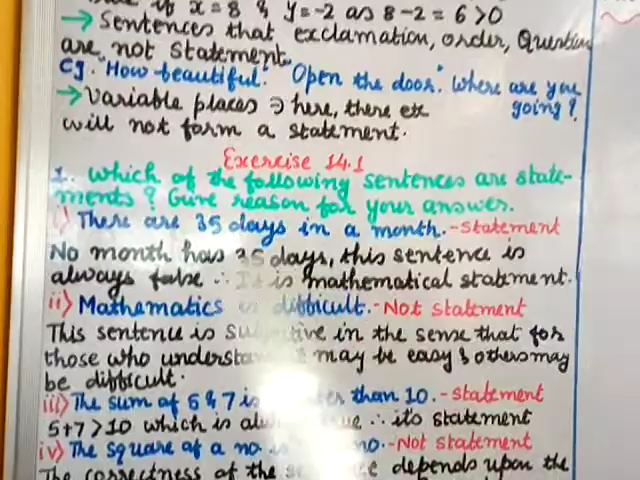 if x=8 & y=-2 as 8-2=6>0
→ Sentences that exclamation, order, Question
are not statement.
eg. "How beautiful." "Open the door." Where are you
going?
→ Variable places ⇒ here, there etc
will not form a statement.
Exercise 14.1
1. Which of the following sentences are state-
ments? Give reason for your answer.
i) There are 35 days in a month. - Statement
No month has 35 days, this sentence is
always false ∴ It is mathematical statement.
ii) Mathematics is difficult. - Not statement
This sentence is subjective in the sense that for
those who understand may be easy & others may
be difficult.
iii) The sum of 5 & 7 is than 10. - Statement
5+7>10 which is ∴ it's statement
iv) The square of a no. is no. - Not Statement
The correctness of the depends upon the